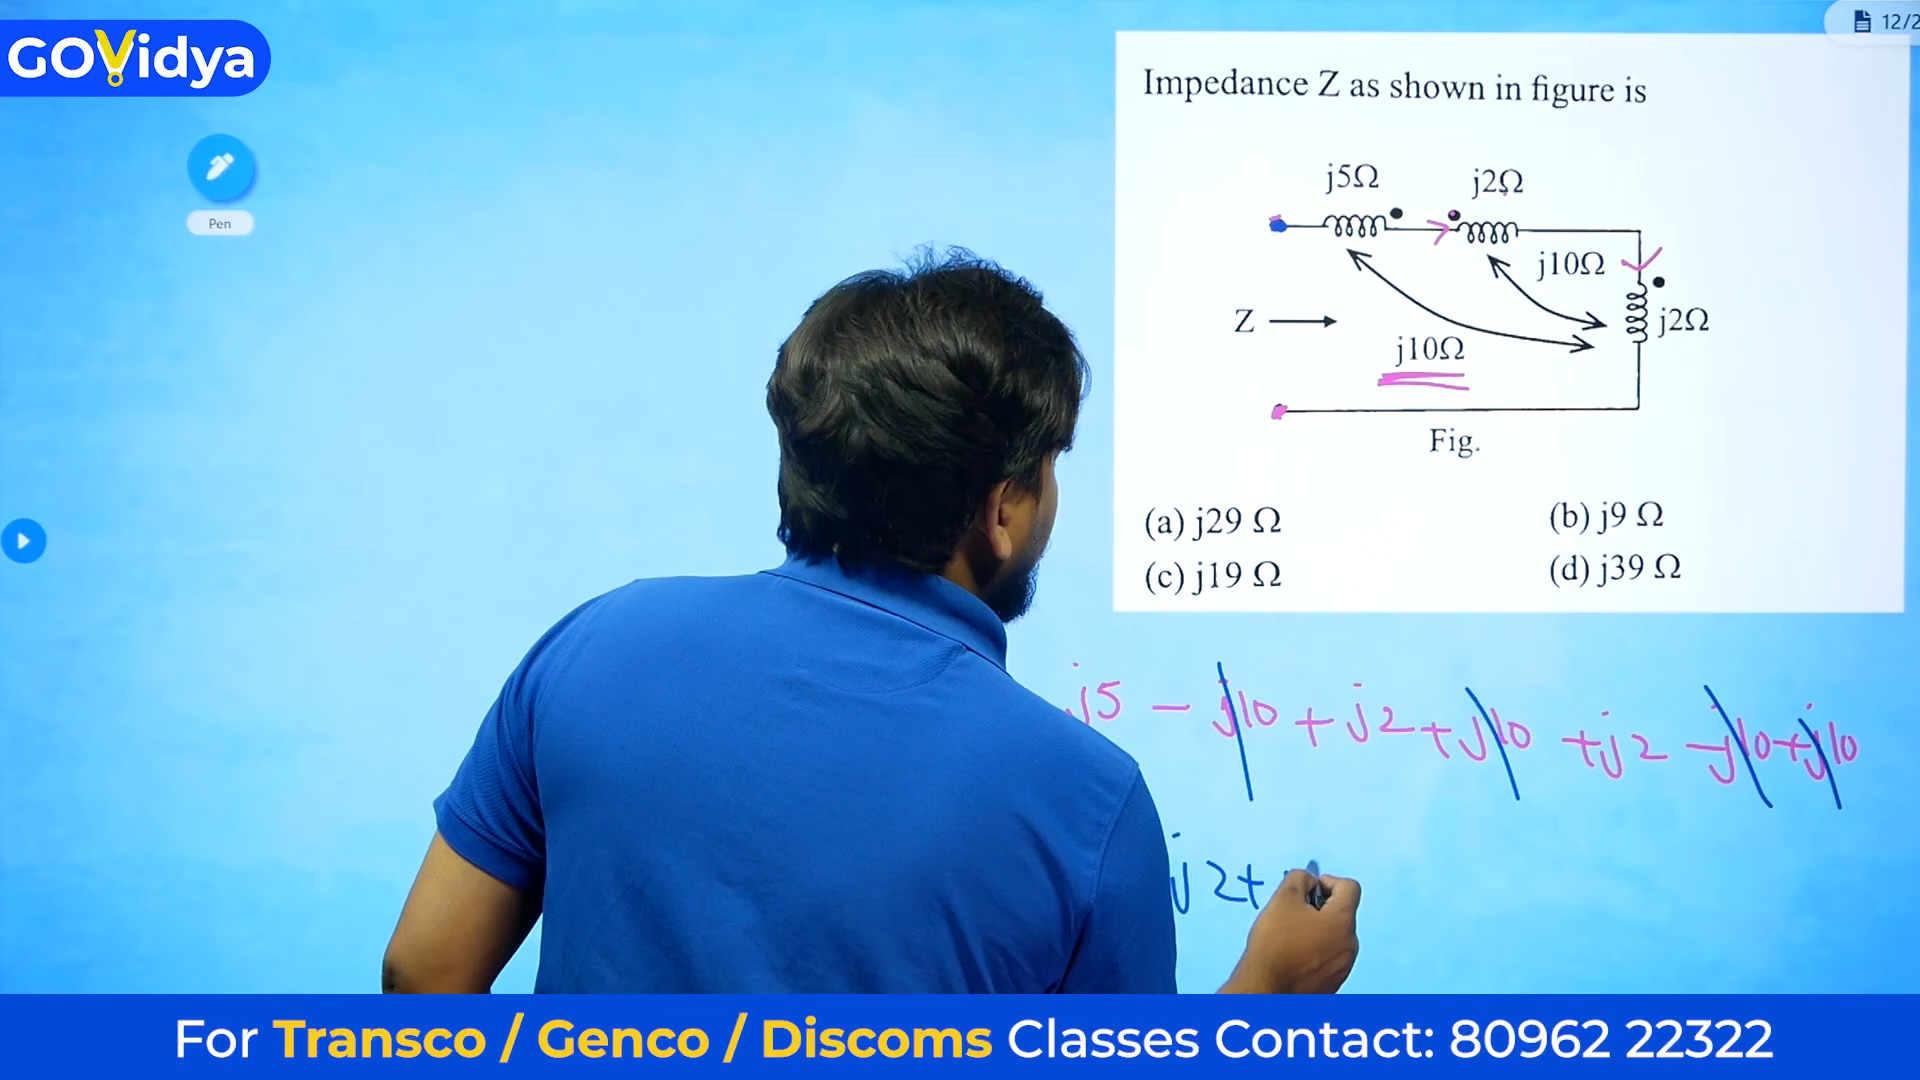 GOVidya
12/2
Pen
Impedance Z as shown in figure is
j5Ω
j2Ω
j10Ω
Z
j2Ω
j10Ω
Fig.
(a) j29 Ω
(b) j9 Ω
(c) j19 Ω
(d) j39 Ω
j5 - j10 + j2 + j10 + j2 - j10 + j10
j2+
For Transco / Genco / Discoms Classes Contact: 80962 22322